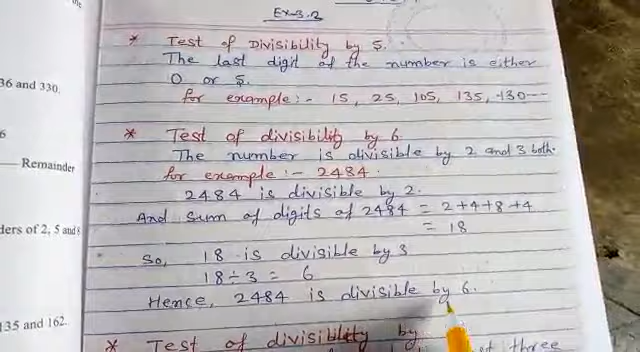 Ex-3.2
* Test of Divisibility by 5.
The last digit of the number is either
0 or 5.
for example:- 15, 25, 105, 135, 130---
* Test of divisibility by 6
The number is divisible by 2 and 3 both.
for example:- 2484.
2484 is divisible by 2.
And sum of digits of 2484 = 2+4+8+4
= 18
So, 18 is divisible by 3
18÷3 = 6
Hence, 2484 is divisible by 6.
* Test of divisibility by
three
36 and 330.
6
Remainder
ders of 2, 5 and 8
135 and 162.